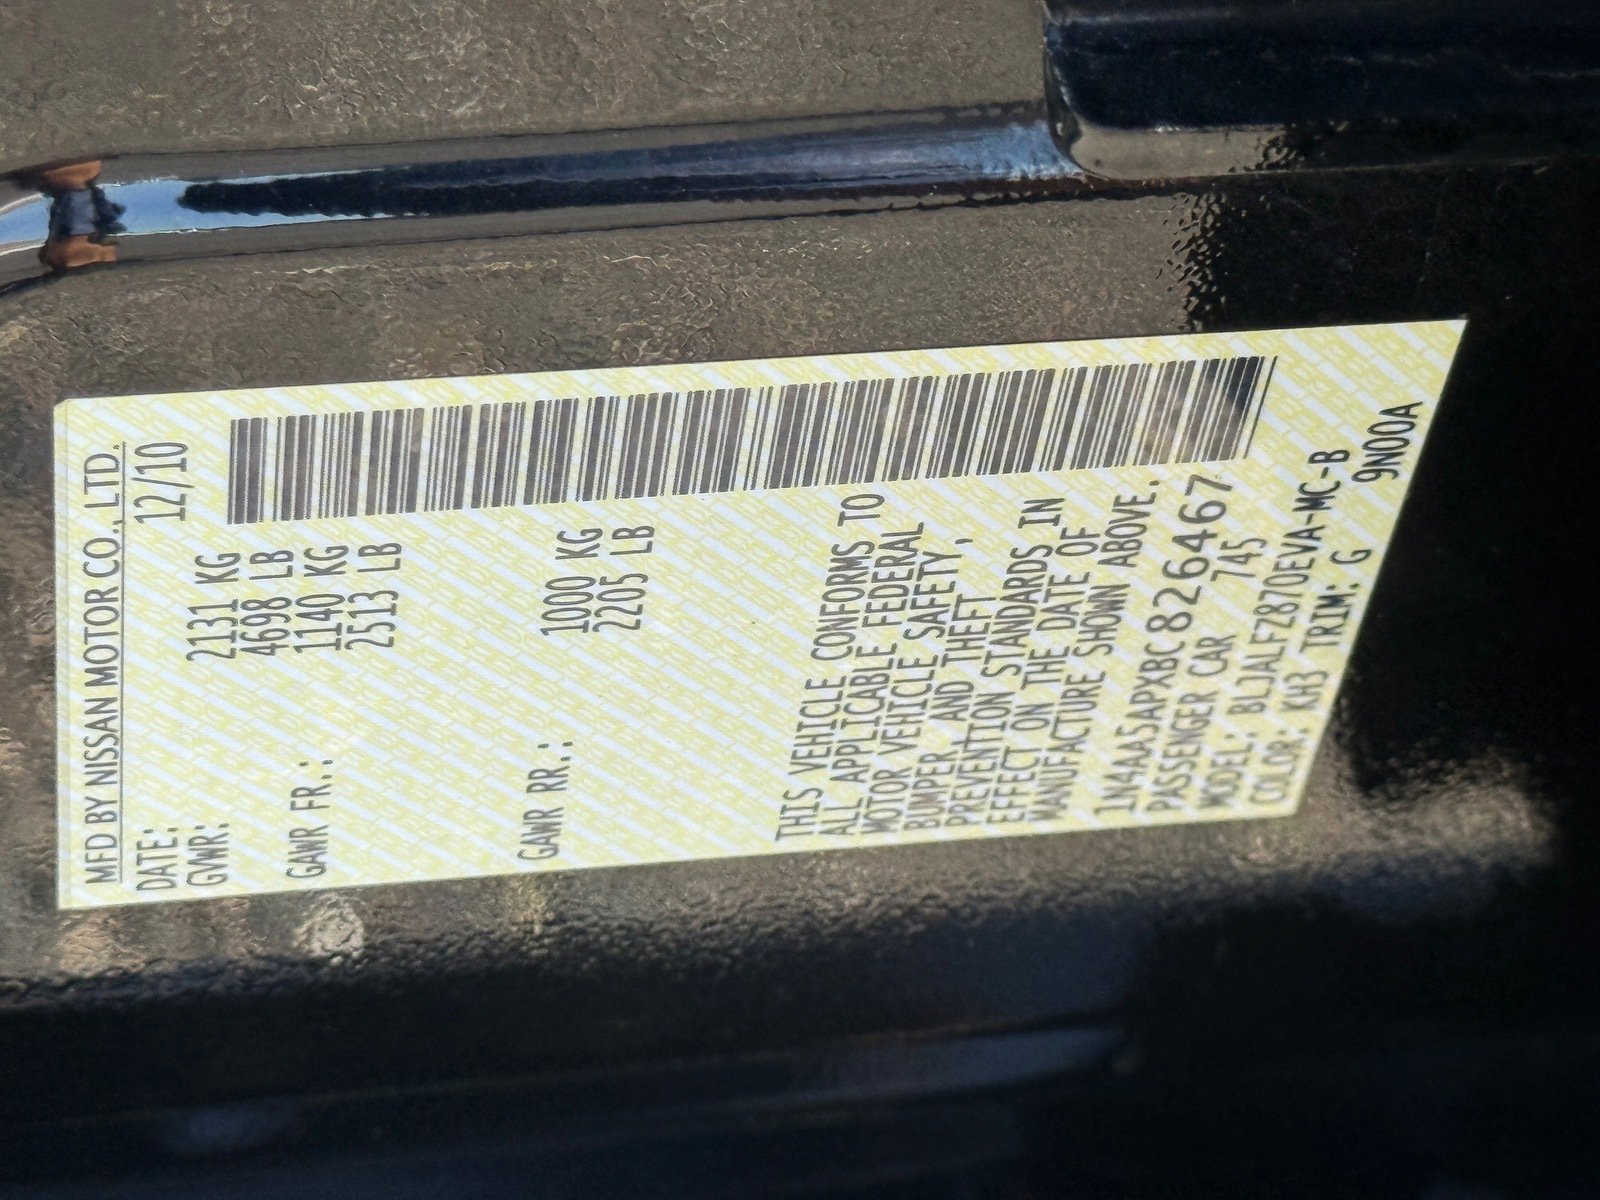 MFD BY NISSAN MOTOR CO., LTD.
DATE: 12/10
GVWR: 2131 KG
4698 LB
GAWR FR.: 1140 KG
2513 LB
GAWR RR.: 1000 KG
2205 LB
THIS VEHICLE CONFORMS TO
ALL APPLICABLE FEDERAL
MOTOR VEHICLE SAFETY,
BUMPER, AND THEFT
PREVENTION STANDARDS IN
EFFECT ON THE DATE OF
MANUFACTURE SHOWN ABOVE.
1N4AA5APXBC826467
PASSENGER CAR 745
MODEL: BLJALFZ870EVA-MC-B
COLOR: KH3 TRIM: G 9N00A